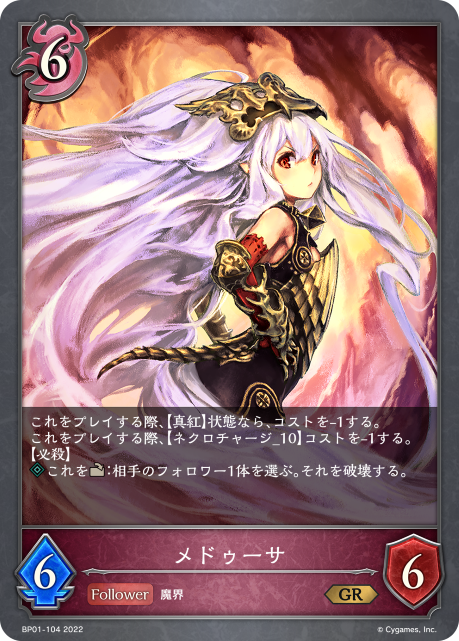 6
これをプレイする際、【真紅】状態なら、コストを-1する。
これをプレイする際、【ネクロチャージ_10】コストを-1する。
【必殺】
これを:相手のフォロワー1体を選ぶ。それを破壊する。
メドゥーサ
6
Follower 魔界
GR
6
BP01-104 2022
© Cygames, Inc.